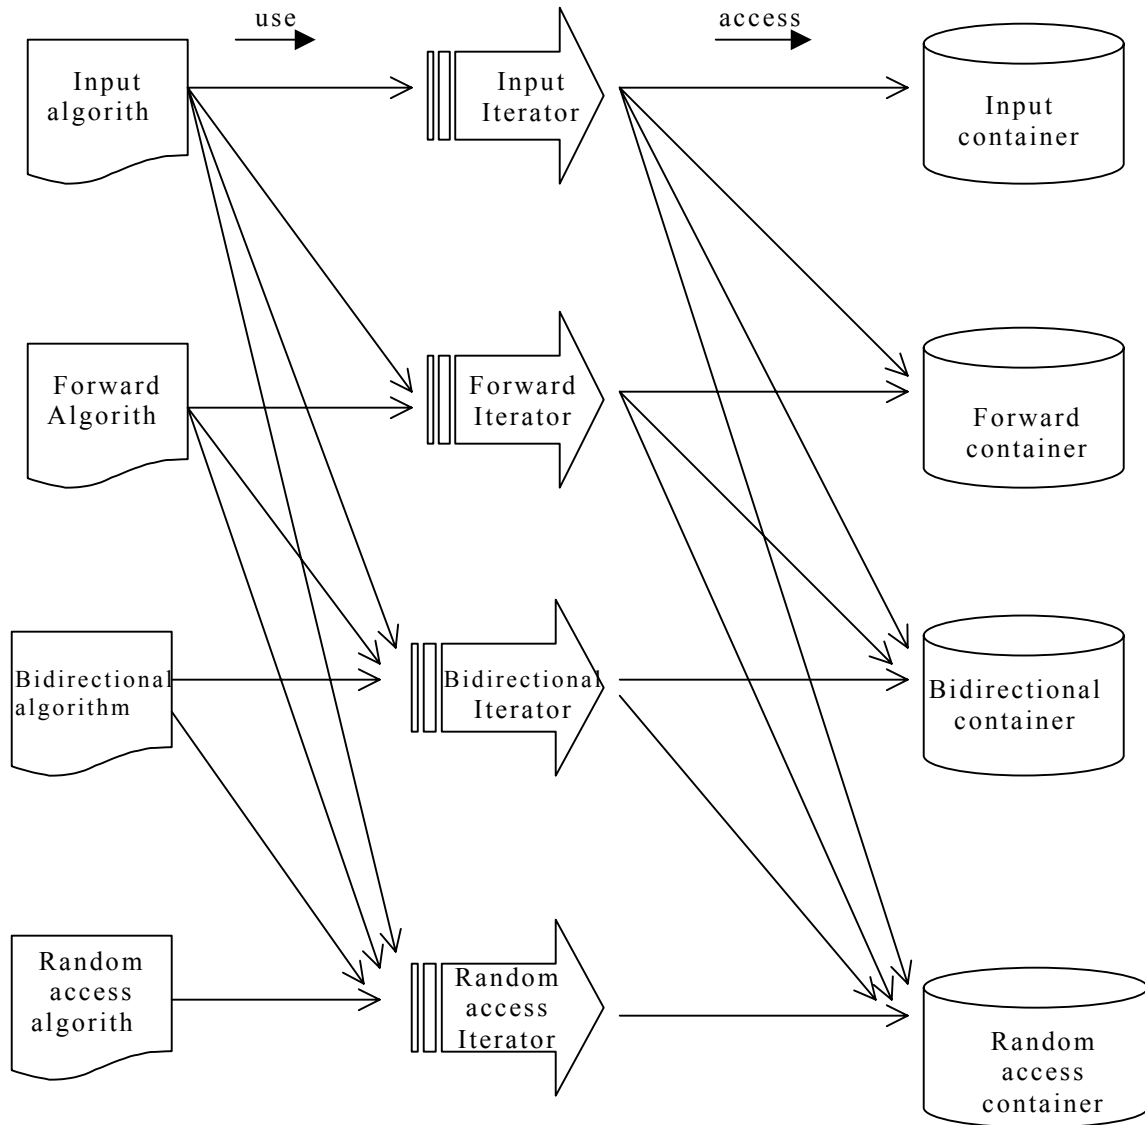 use
access
Input
algorith
Input
Iterator
Input
container
Forward
Algorith
Forward
Iterator
Forward
container
Bidirectional
algorithm
Bidirectional
Iterator
Bidirectional
container
Random
access
algorith
Random
access
Iterator
Random
access
container